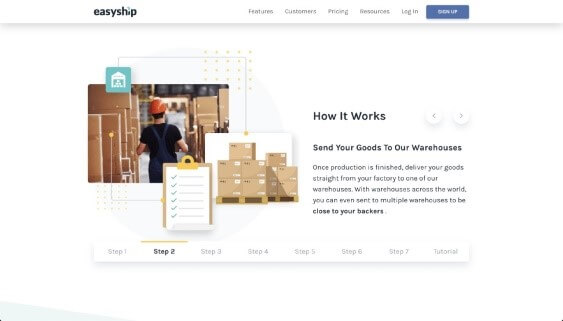 easyship
Features Customers Pricing Resources Log In SIGN UP
How It Works
Send Your Goods To Our Warehouses
Once production is finished, deliver your goods
straight from your factory to one of our
warehouses. With warehouses across the world,
you can even sent to multiple warehouses to be
close to your backers .
Step 1 Step 2 Step 3 Step 4 Step 5 Step 6 Step 7 Tutorial